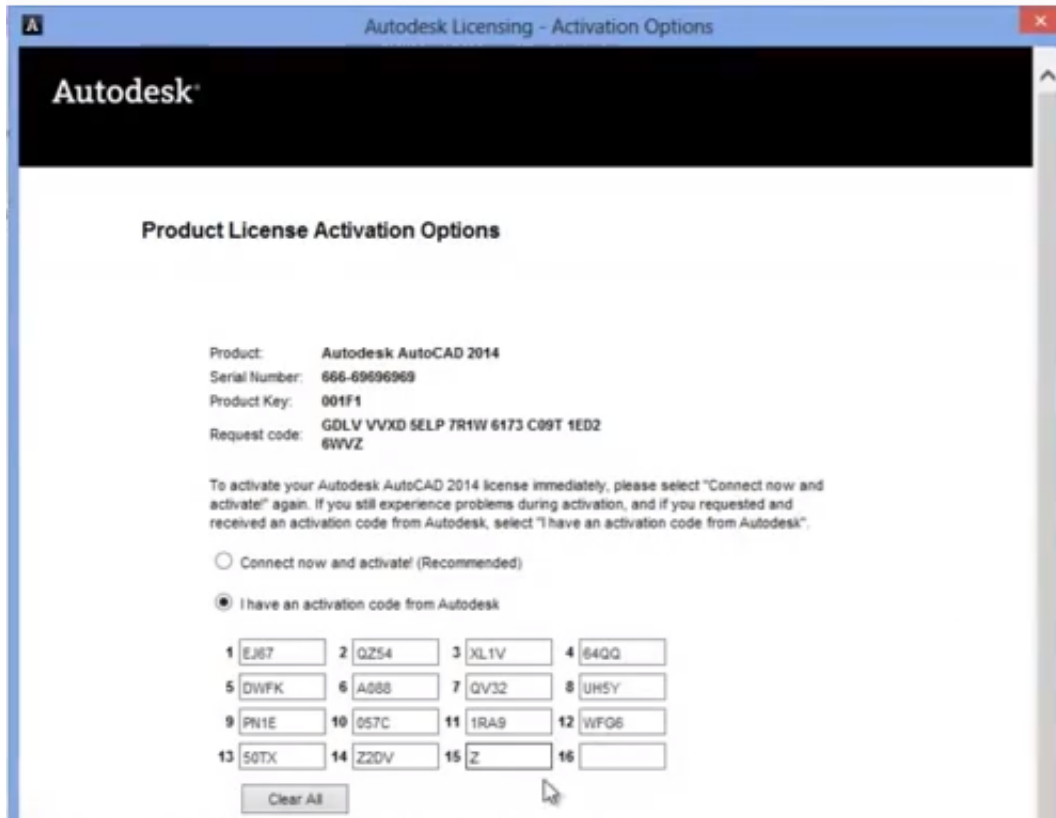 Autodesk Licensing - Activation Options
Autodesk
Product License Activation Options
Product: Autodesk AutoCAD 2014
Serial Number: 666-69696969
Product Key: 001F1
Request code: GDLV VVXD 5ELP 7R1W 6173 C09T 1ED2
6WVZ
To activate your Autodesk AutoCAD 2014 license immediately, please select "Connect now and
activate!" again. If you still experience problems during activation, and if you requested and
received an activation code from Autodesk, select "I have an activation code from Autodesk".
Connect now and activate! (Recommended)
I have an activation code from Autodesk
1 EJ67 2 QZ54 3 XL1V 4 64QQ
5 DWFK 6 A088 7 QV32 8 UH5Y
9 PN1E 10 057C 11 1RA9 12 WFG6
13 50TX 14 Z2DV 15 Z 16
Clear All